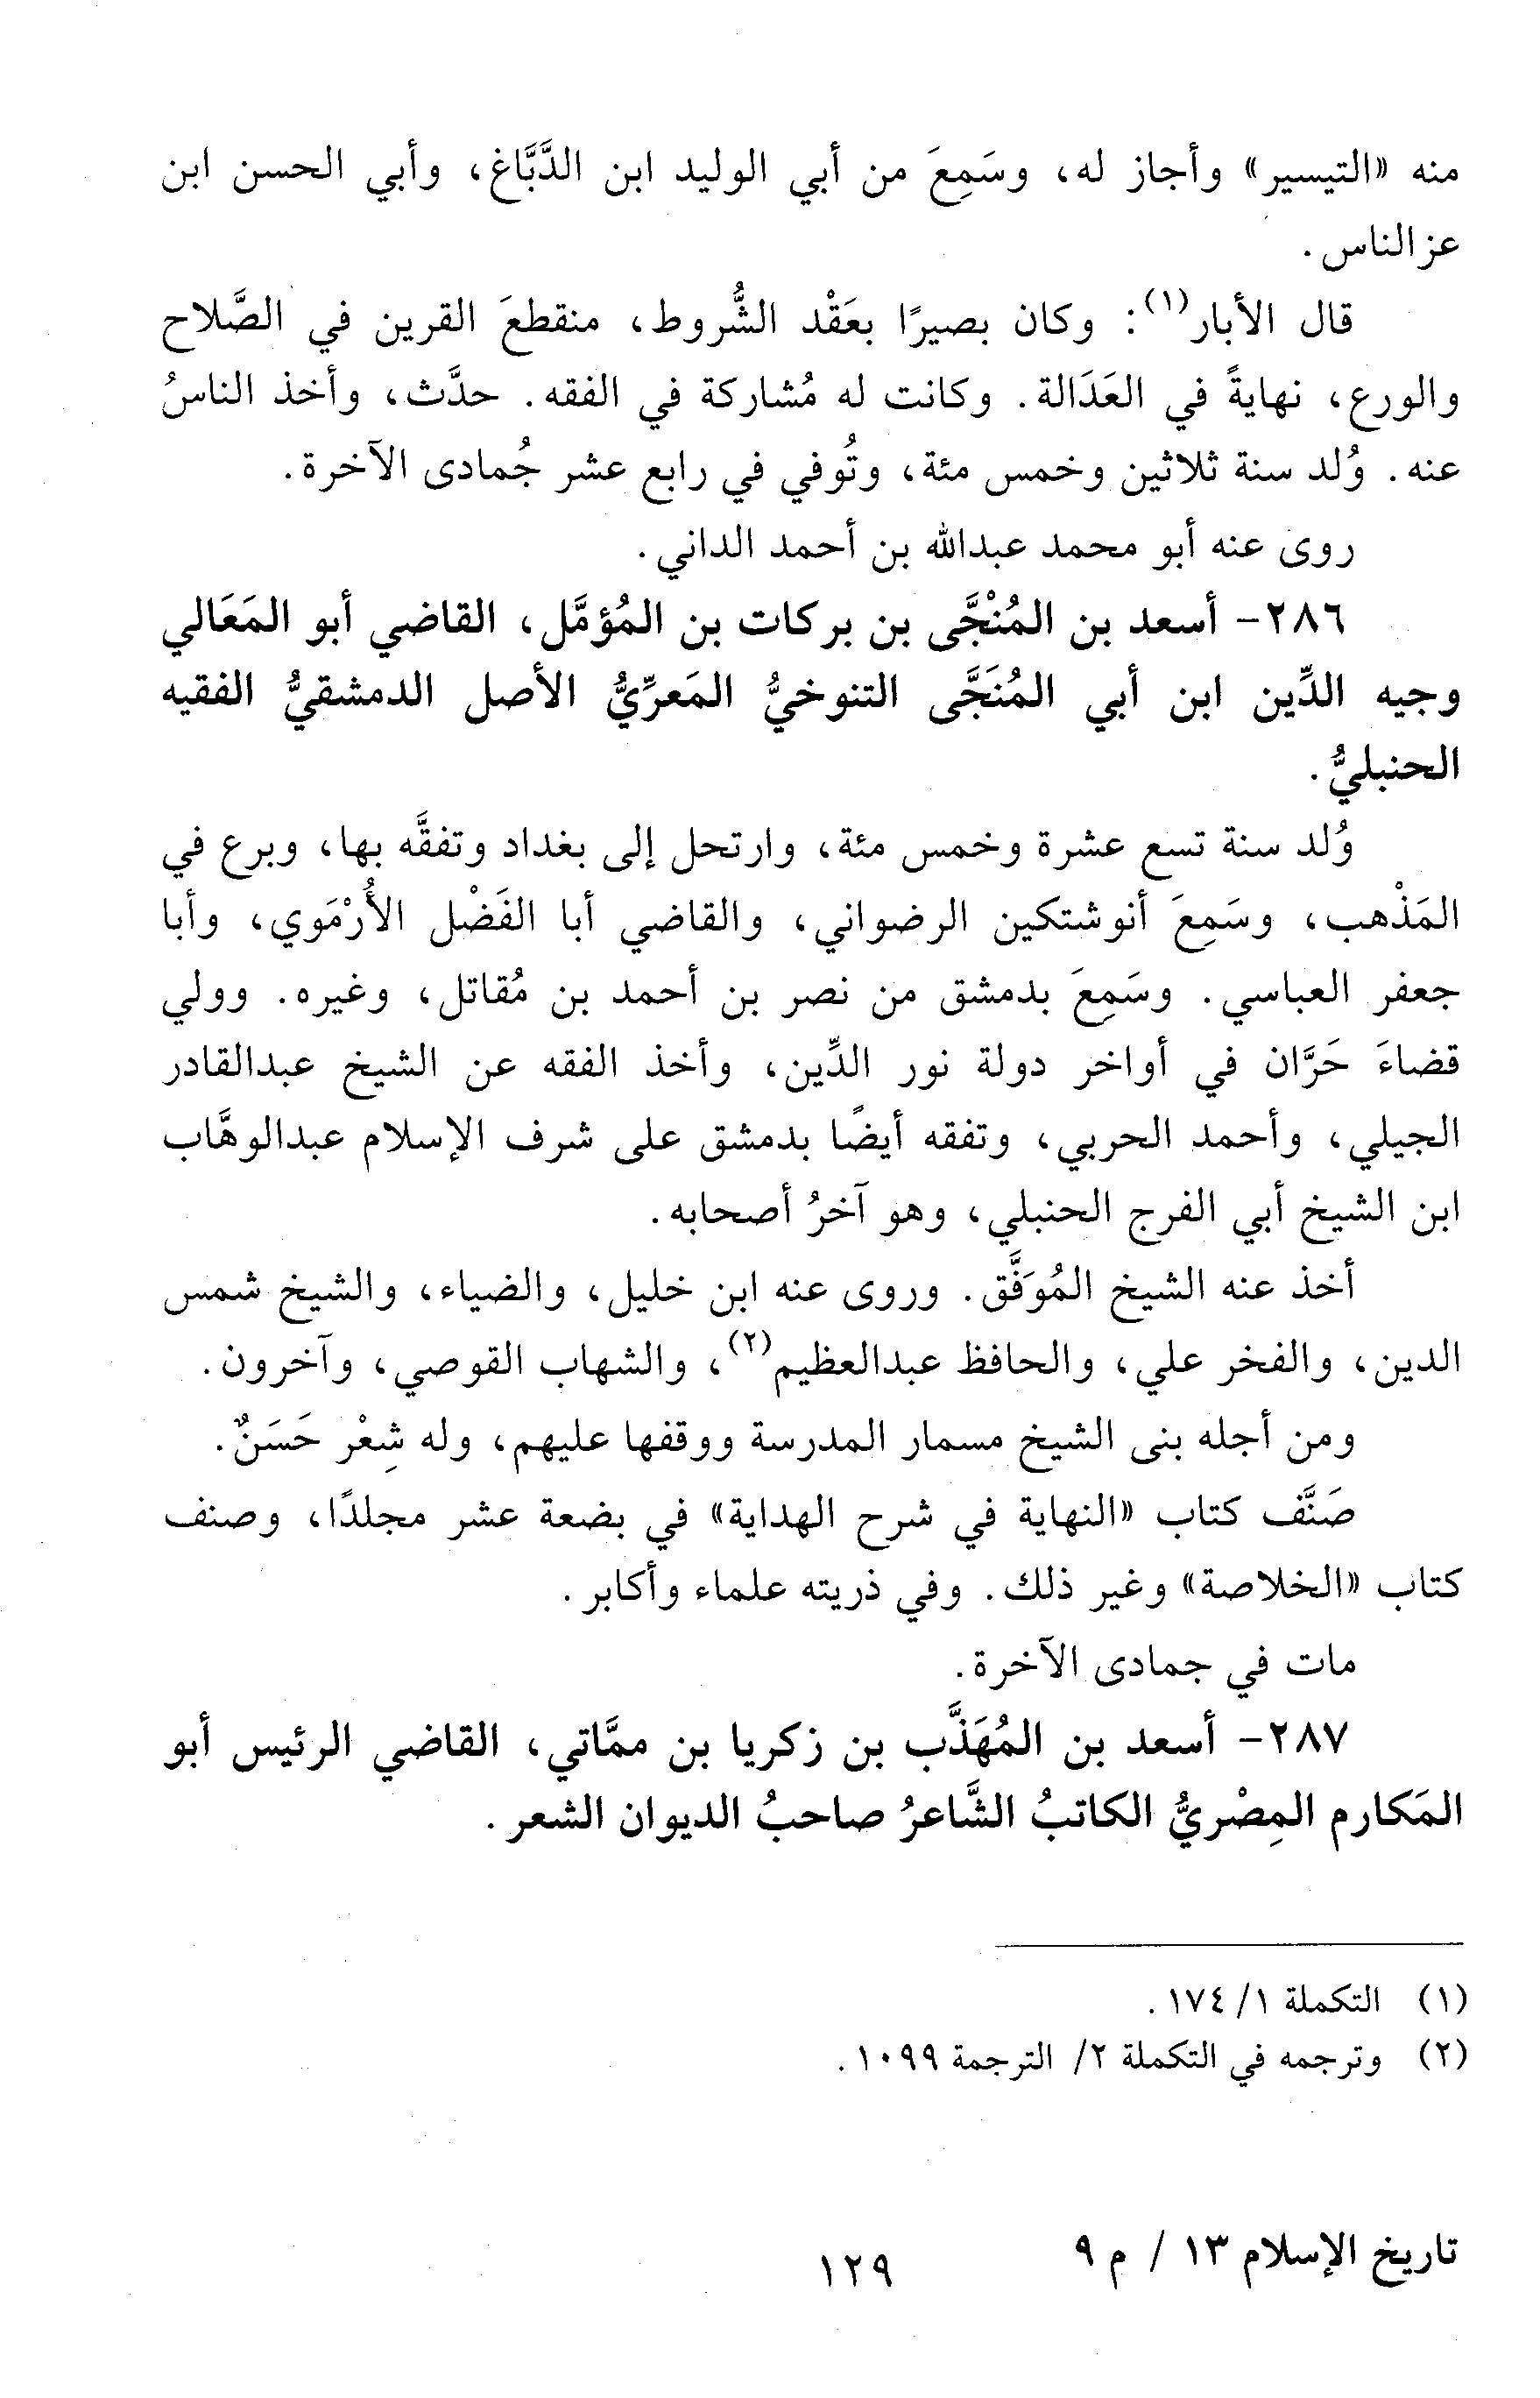 منه «التيسير» وأجاز له، وسَمِعَ من أبي الوليد ابن الدَّبَّاغ، وأبي الحسن ابن
عزالناس.
قال الأبار(١): وكان بصيرًا بعَقْد الشُّروط، منقطعَ القرين في الصَّلاح
والورع، نهايةً في العَدَالة. وكانت له مُشاركة في الفقه. حدَّث، وأخذ الناسُ
عنه. وُلد سنة ثلاثين وخمس مئة، وتُوفي في رابع عشر جُمادى الآخرة.
روى عنه أبو محمد عبدالله بن أحمد الداني.
٢٨٦- أسعد بن المُنْجَّى بن بركات بن المُؤمَّل، القاضي أبو المَعَالي
وجيه الدِّين ابن أبي المُنَجَّى التنوخيُّ المَعرِّيُّ الأصل الدمشقيُّ الفقيه
الحنبليُّ.
وُلد سنة تسع عشرة وخمس مئة، وارتحل إلى بغداد وتفقَّه بها، وبرع في
المَذْهب، وسَمِعَ أنوشتكين الرضواني، والقاضي أبا الفَضْل الأُرْمَوي، وأبا
جعفر العباسي. وسَمِعَ بدمشق من نصر بن أحمد بن مُقاتل، وغيره. وولي
قضاءَ حَرَّان في أواخر دولة نور الدِّين، وأخذ الفقه عن الشيخ عبدالقادر
الجيلي، وأحمد الحربي، وتفقه أيضًا بدمشق على شرف الإسلام عبدالوهَّاب
ابن الشيخ أبي الفرج الحنبلي، وهو آخرُ أصحابه.
أخذ عنه الشيخ المُوَفَّق. وروى عنه ابن خليل، والضياء، والشيخ شمس
الدين، والفخر علي، والحافظ عبدالعظيم(٢)، والشهاب القوصي، وآخرون.
ومن أجله بنى الشيخ مسمار المدرسة ووقفها عليهم، وله شِعْر حَسَنٌ.
صَنَّف كتاب «النهاية في شرح الهداية» في بضعة عشر مجلدًا، وصنف
كتاب «الخلاصة» وغير ذلك. وفي ذريته علماء وأكابر.
مات في جمادى الآخرة.
٢٨٧- أسعد بن المُهَذَّب بن زكريا بن ممَّاتي، القاضي الرئيس أبو
المَكارم المِصْريُّ الكاتبُ الشَّاعرُ صاحبُ الديوان الشعر.
(١) التكملة ١/ ١٧٤.
(٢) وترجمه في التكملة ٢/ الترجمة ١٠٩٩.
تاريخ الإسلام ١٣ / م ٩
١٢٩